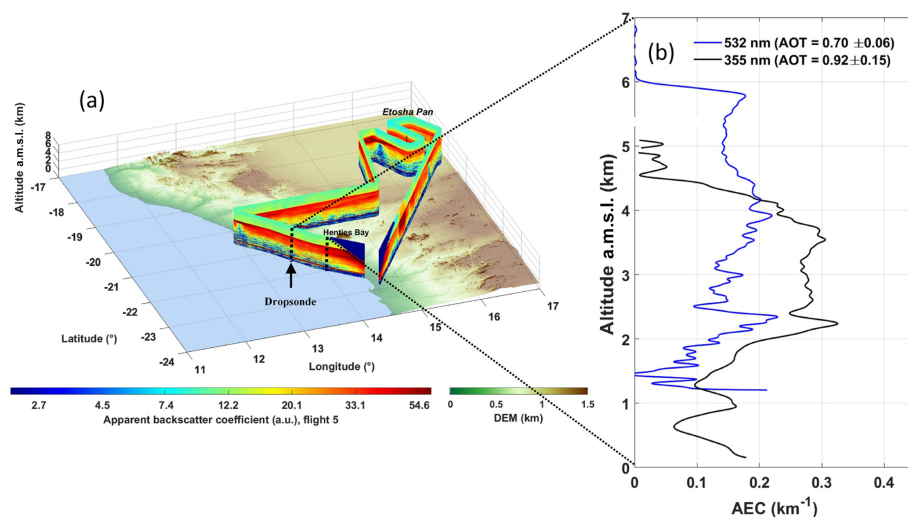 (a)
Altitude a.m.s.l. (km)
8
6
4
2
0
-17
-18
-19
-20
-21
-22
-23
-24
Latitude (°)
11
12
13
14
15
16
17
Longitude (°)
Etosha Pan
Henties Bay
Dropsonde
2.7 4.5 7.4 12.2 20.1 33.1 54.6
Apparent backscatter coefficient (a.u.), flight 5
0 0.5 1 1.5
DEM (km)
(b)
532 nm (AOT = 0.70 ±0.06)
355 nm (AOT = 0.92±0.15)
Altitude a.m.s.l. (km)
7
6
5
4
3
2
1
0
0 0.1 0.2 0.3 0.4
AEC (km⁻¹)